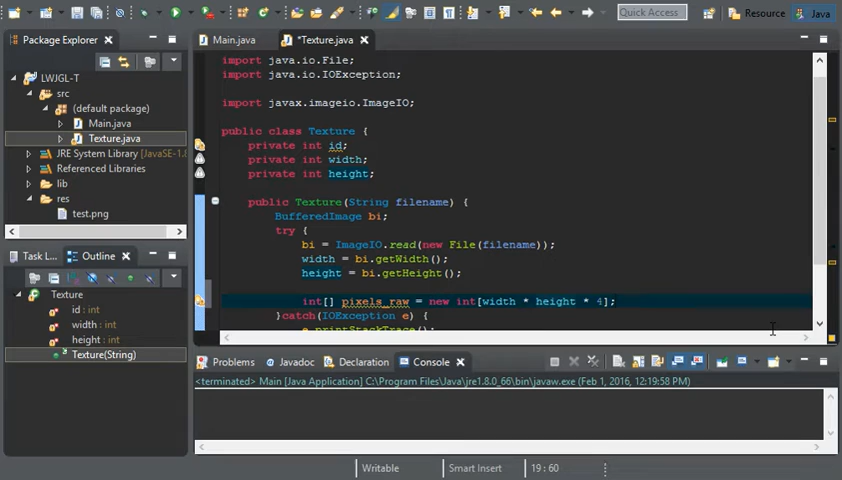 Quick Access
Resource
Java
Package Explorer
LWJGL-T
src
(default package)
Main.java
Texture.java
JRE System Library [JavaSE-1.8
Referenced Libraries
lib
res
test.png
Task L
Outline
Texture
id : int
width : int
height : int
Texture(String)
Main.java
*Texture.java
import java.io.File;
import java.io.IOException;
import javax.imageio.ImageIO;
public class Texture {
private int id;
private int width;
private int height;
public Texture(String filename) {
BufferedImage bi;
try {
bi = ImageIO.read(new File(filename));
width = bi.getWidth();
height = bi.getHeight();
int[] pixels_raw = new int[width * height * 4];
}catch(IOException e) {
e.printStackTrace();
Problems
Javadoc
Declaration
Console
<terminated> Main [Java Application] C:\Program Files\Java\jre1.8.0_66\bin\javaw.exe (Feb 1, 2016, 12:19:58 PM)
Writable
Smart Insert
19 : 60